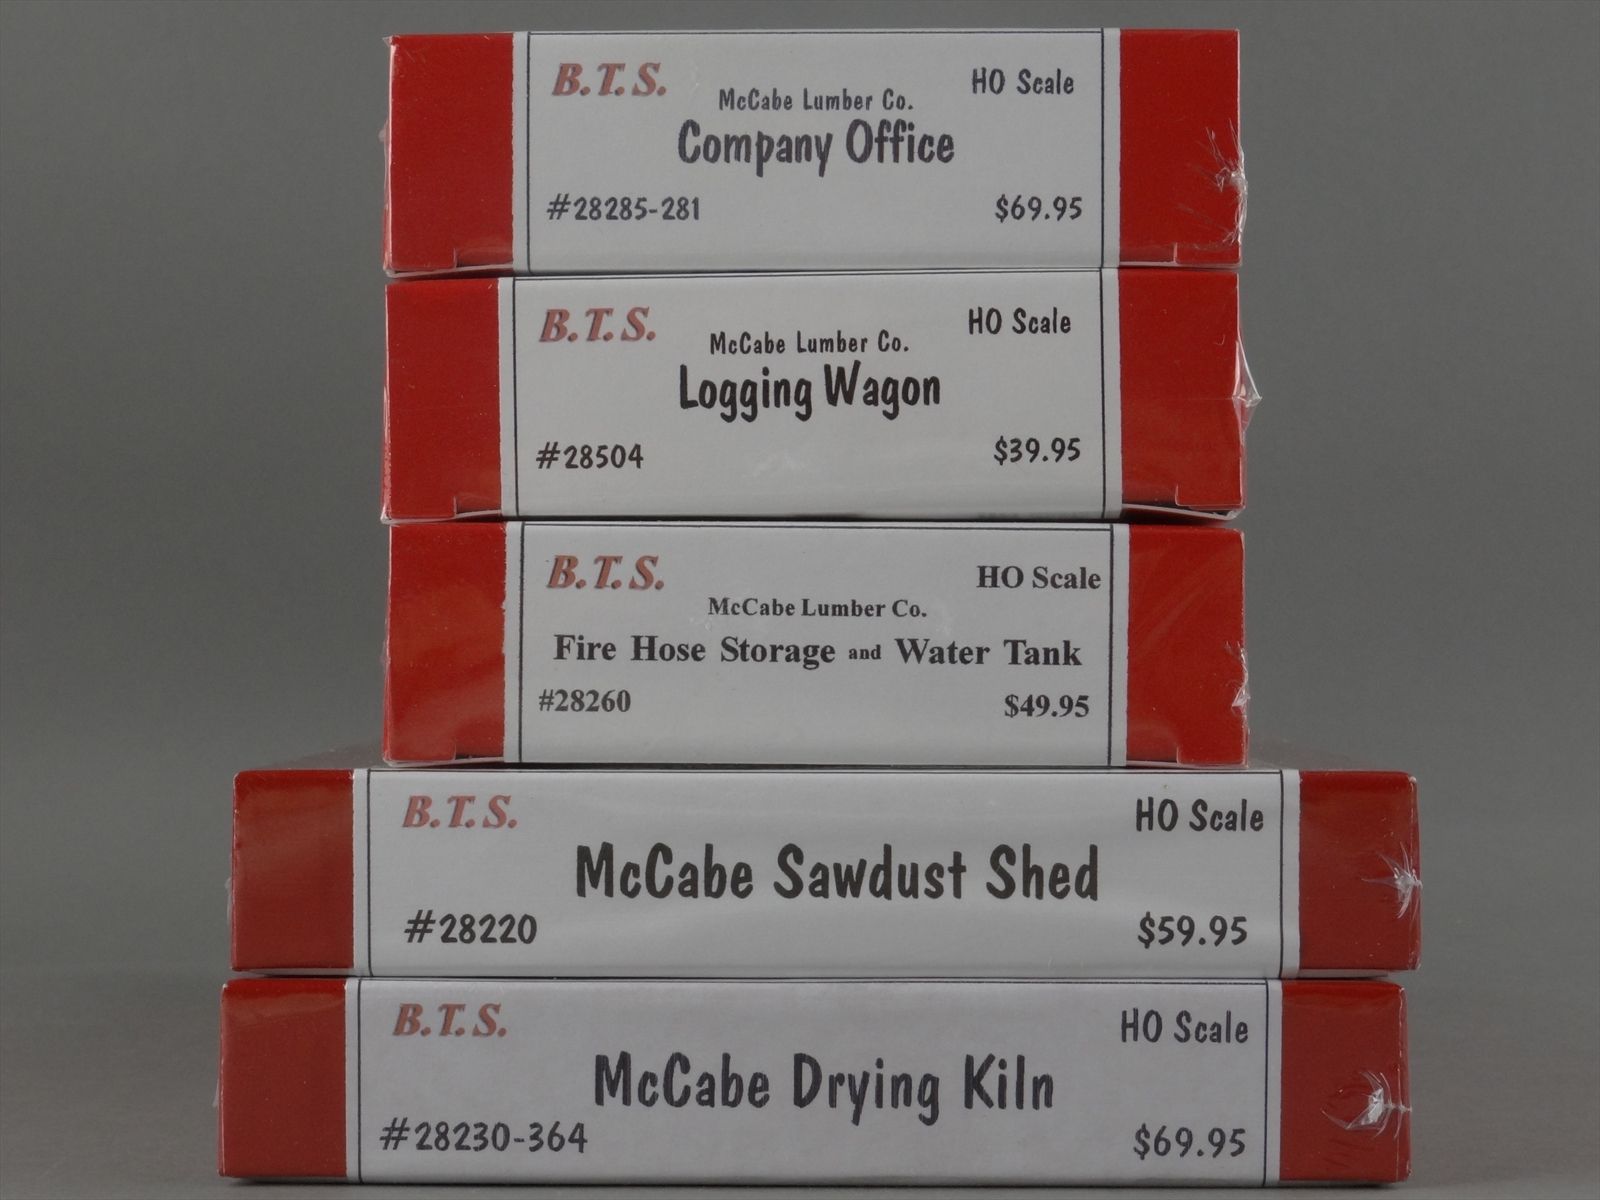 B.T.S. HO Scale
McCabe Lumber Co.
Company Office
#28285-281 $69.95
B.T.S. HO Scale
McCabe Lumber Co.
Logging Wagon
#28504 $39.95
B.T.S. HO Scale
McCabe Lumber Co.
Fire Hose Storage and Water Tank
#28260 $49.95
B.T.S. HO Scale
McCabe Sawdust Shed
#28220 $59.95
B.T.S. HO Scale
McCabe Drying Kiln
#28230-364 $69.95